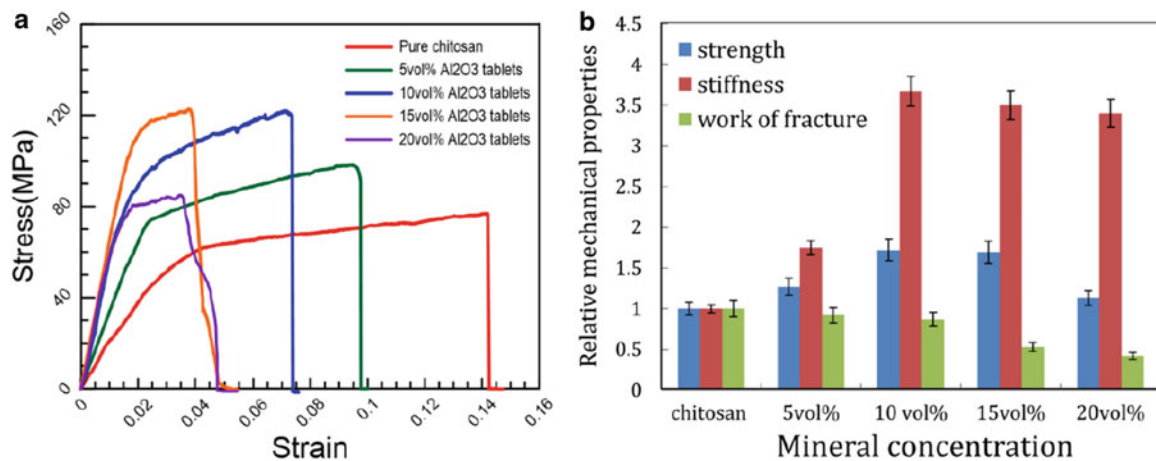 a
160
120
80
40
0
Stress(MPa)
Pure chitosan
5vol% Al2O3 tablets
10vol% Al2O3 tablets
15vol% Al2O3 tablets
20vol% Al2O3 tablets
0 0.02 0.04 0.06 0.08 0.1 0.12 0.14 0.16
Strain
b
4.5
4
3.5
3
2.5
2
1.5
1
0.5
0
Relative mechanical properties
strength
stiffness
work of fracture
chitosan 5vol% 10 vol% 15vol% 20vol%
Mineral concentration